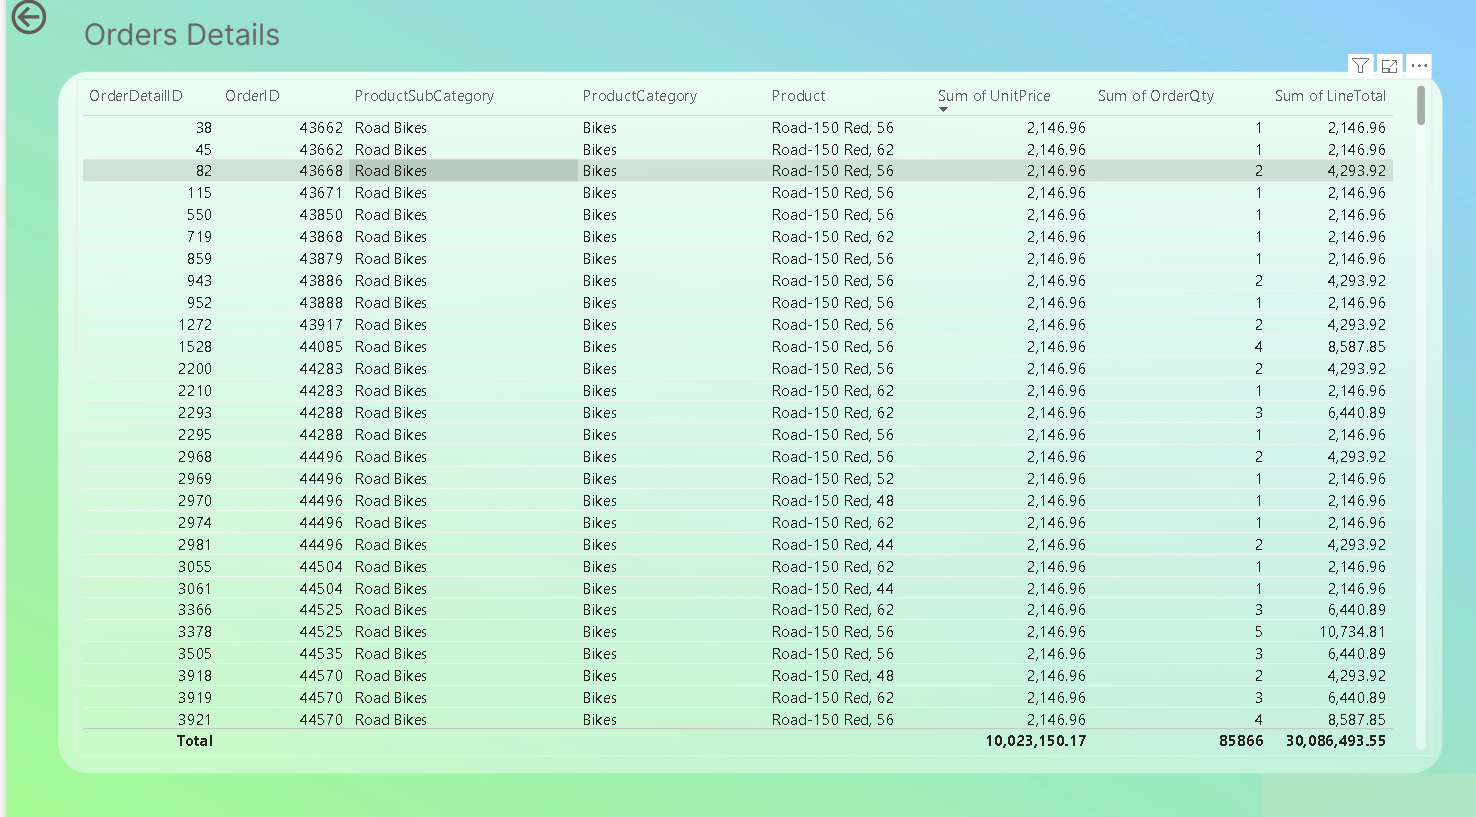 Orders Details
OrderDetailID OrderID ProductSubCategory ProductCategory Product Sum of UnitPrice Sum of OrderQty Sum of LineTotal
38 43662 Road Bikes Bikes Road-150 Red, 56 2,146.96 1 2,146.96
45 43662 Road Bikes Bikes Road-150 Red, 62 2,146.96 1 2,146.96
82 43668 Road Bikes Bikes Road-150 Red, 56 2,146.96 2 4,293.92
115 43671 Road Bikes Bikes Road-150 Red, 56 2,146.96 1 2,146.96
550 43850 Road Bikes Bikes Road-150 Red, 56 2,146.96 1 2,146.96
719 43868 Road Bikes Bikes Road-150 Red, 62 2,146.96 1 2,146.96
859 43879 Road Bikes Bikes Road-150 Red, 56 2,146.96 1 2,146.96
943 43886 Road Bikes Bikes Road-150 Red, 56 2,146.96 2 4,293.92
952 43888 Road Bikes Bikes Road-150 Red, 56 2,146.96 1 2,146.96
1272 43917 Road Bikes Bikes Road-150 Red, 56 2,146.96 2 4,293.92
1528 44085 Road Bikes Bikes Road-150 Red, 56 2,146.96 4 8,587.85
2200 44283 Road Bikes Bikes Road-150 Red, 56 2,146.96 2 4,293.92
2210 44283 Road Bikes Bikes Road-150 Red, 62 2,146.96 1 2,146.96
2293 44288 Road Bikes Bikes Road-150 Red, 62 2,146.96 3 6,440.89
2295 44288 Road Bikes Bikes Road-150 Red, 56 2,146.96 1 2,146.96
2968 44496 Road Bikes Bikes Road-150 Red, 56 2,146.96 2 4,293.92
2969 44496 Road Bikes Bikes Road-150 Red, 52 2,146.96 1 2,146.96
2970 44496 Road Bikes Bikes Road-150 Red, 48 2,146.96 1 2,146.96
2974 44496 Road Bikes Bikes Road-150 Red, 62 2,146.96 1 2,146.96
2981 44496 Road Bikes Bikes Road-150 Red, 44 2,146.96 2 4,293.92
3055 44504 Road Bikes Bikes Road-150 Red, 62 2,146.96 1 2,146.96
3061 44504 Road Bikes Bikes Road-150 Red, 44 2,146.96 1 2,146.96
3366 44525 Road Bikes Bikes Road-150 Red, 62 2,146.96 3 6,440.89
3378 44525 Road Bikes Bikes Road-150 Red, 56 2,146.96 5 10,734.81
3505 44535 Road Bikes Bikes Road-150 Red, 56 2,146.96 3 6,440.89
3918 44570 Road Bikes Bikes Road-150 Red, 48 2,146.96 2 4,293.92
3919 44570 Road Bikes Bikes Road-150 Red, 62 2,146.96 3 6,440.89
3921 44570 Road Bikes Bikes Road-150 Red, 56 2,146.96 4 8,587.85
Total 10,023,150.17 85866 30,086,493.55